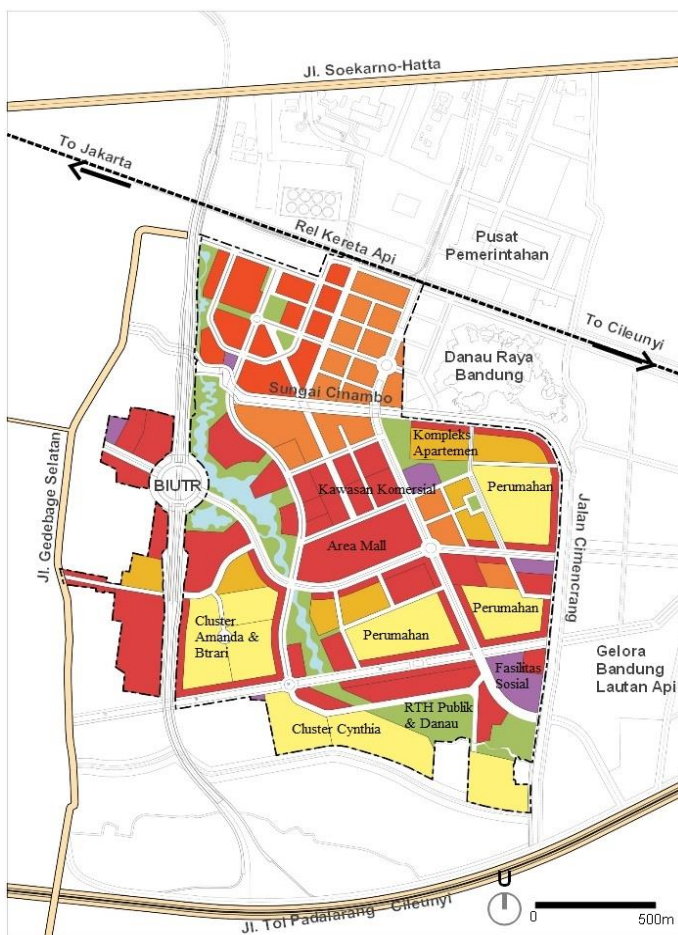 Jl. Soekarno-Hatta
To Jakarta
Rel Kereta Api
Pusat
Pemerintahan
To Cileunyi
Danau Raya
Bandung
Sungai Cinambo
Kompleks
Apartemen
Jl. Gedebage Selatan
BIUTR
Kawasan Komersial
Perumahan
Jalan Cimencrang
Area Mall
Cluster
Amanda &
Btrari
Perumahan
Perumahan
Gelora
Bandung
Lautan Api
Fasilitas
Sosial
RTH Publik
& Danau
Cluster Cynthia
Jl. Tol Padalarang - Cileunyi
U
0
500m